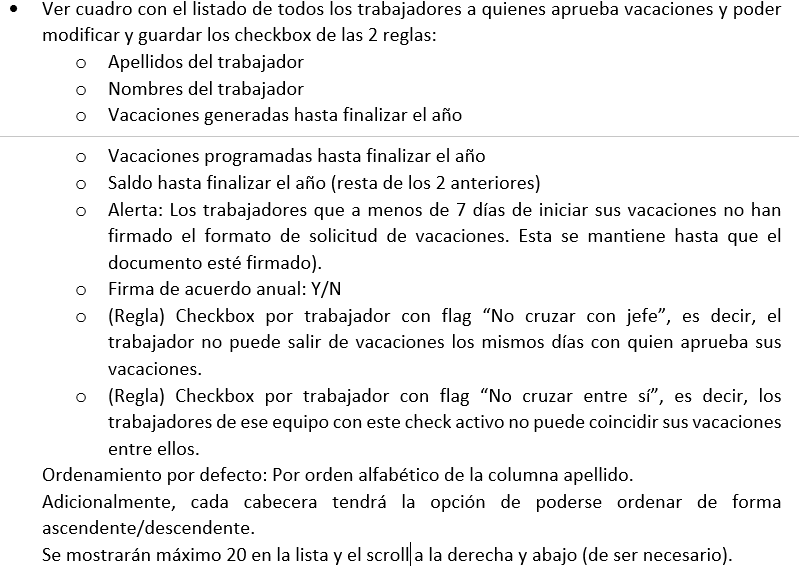 • Ver cuadro con el listado de todos los trabajadores a quienes aprueba vacaciones y poder
modificar y guardar los checkbox de las 2 reglas:
o Apellidos del trabajador
o Nombres del trabajador
o Vacaciones generadas hasta finalizar el año
o Vacaciones programadas hasta finalizar el año
o Saldo hasta finalizar el año (resta de los 2 anteriores)
o Alerta: Los trabajadores que a menos de 7 días de iniciar sus vacaciones no han
firmado el formato de solicitud de vacaciones. Esta se mantiene hasta que el
documento esté firmado).
o Firma de acuerdo anual: Y/N
o (Regla) Checkbox por trabajador con flag “No cruzar con jefe”, es decir, el
trabajador no puede salir de vacaciones los mismos días con quien aprueba sus
vacaciones.
o (Regla) Checkbox por trabajador con flag “No cruzar entre sí”, es decir, los
trabajadores de ese equipo con este check activo no puede coincidir sus vacaciones
entre ellos.
Ordenamiento por defecto: Por orden alfabético de la columna apellido.
Adicionalmente, cada cabecera tendrá la opción de poderse ordenar de forma
ascendente/descendente.
Se mostrarán máximo 20 en la lista y el scroll a la derecha y abajo (de ser necesario).